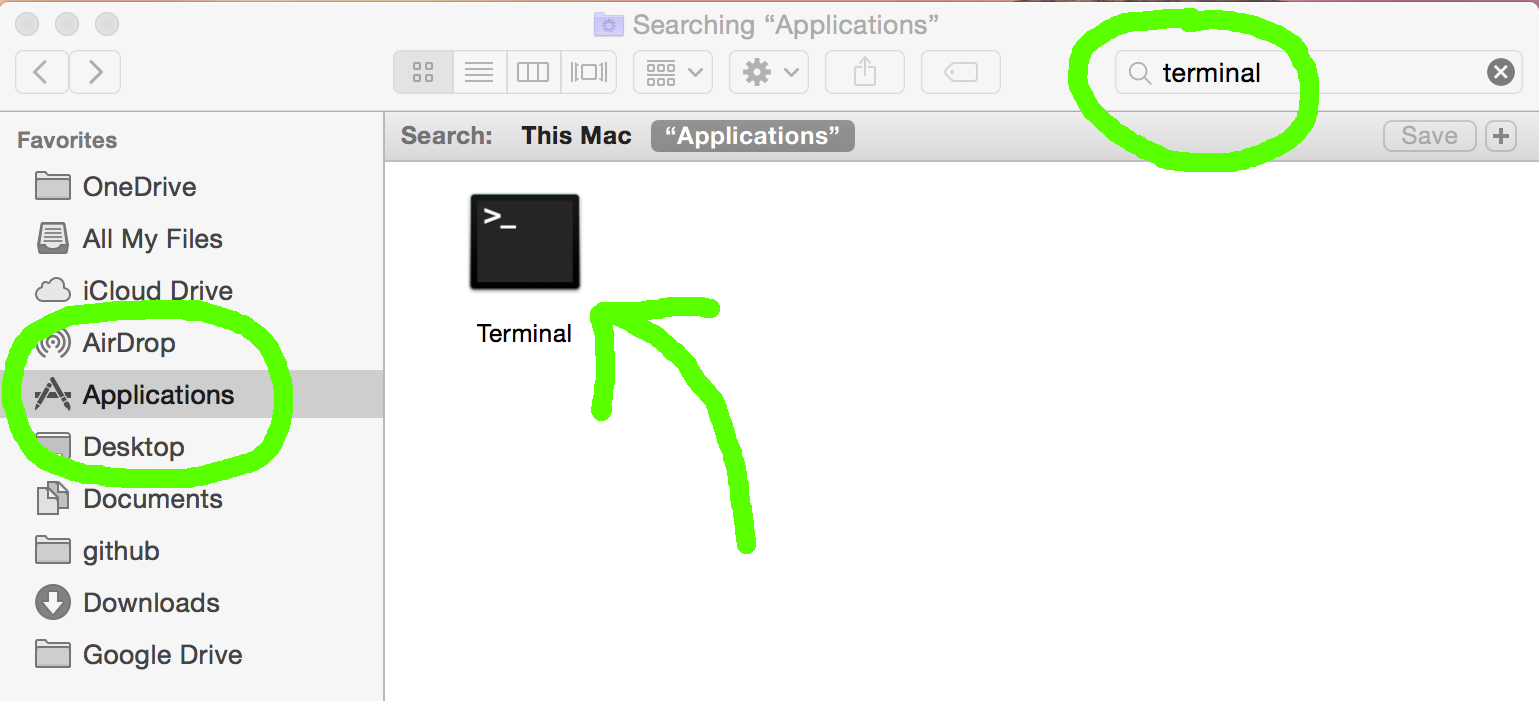 Searching “Applications”
terminal
Search: This Mac “Applications” Save +
Favorites
OneDrive
All My Files
iCloud Drive
AirDrop
Applications
Desktop
Documents
github
Downloads
Google Drive
>_
Terminal